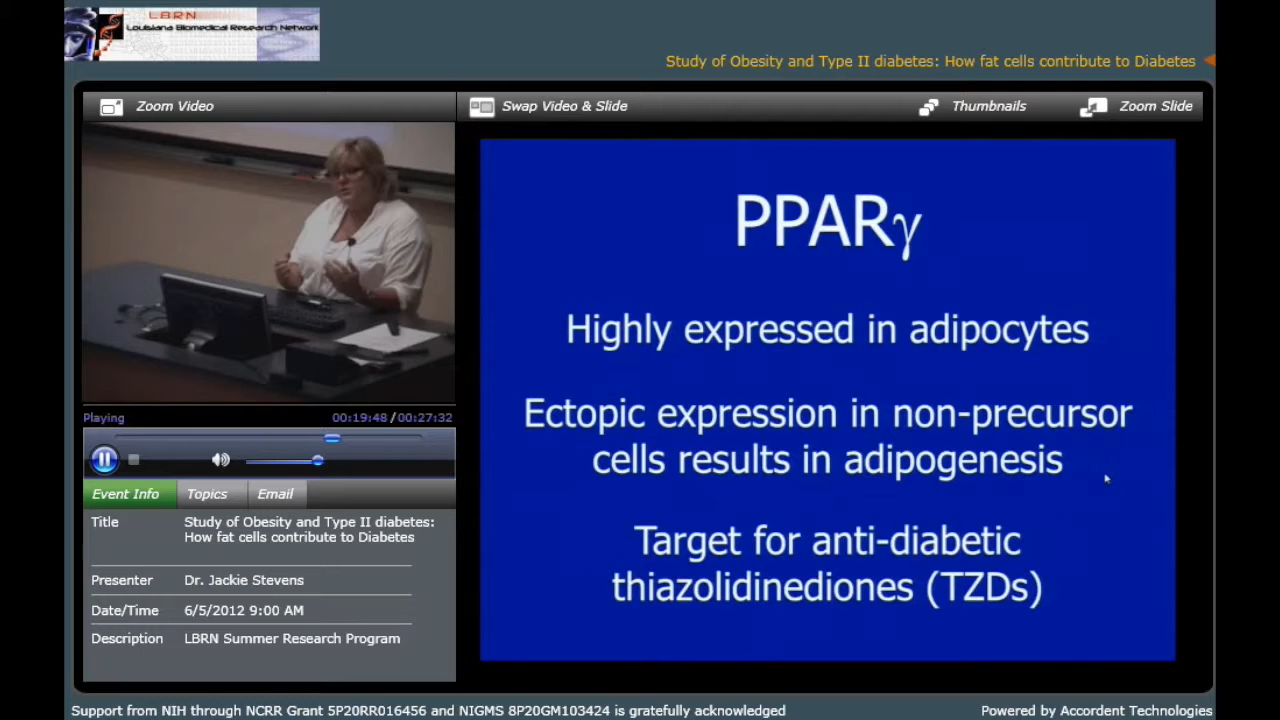 LBRN
Louisiana Biomedical Research Network
Study of Obesity and Type II diabetes: How fat cells contribute to Diabetes
Zoom Video
Swap Video & Slide
Thumbnails
Zoom Slide
PPARγ
Highly expressed in adipocytes
Ectopic expression in non-precursor
cells results in adipogenesis
Target for anti-diabetic
thiazolidinediones (TZDs)
Playing
00:19:48 / 00:27:32
Event Info
Topics
Email
Title
Study of Obesity and Type II diabetes:
How fat cells contribute to Diabetes
Presenter
Dr. Jackie Stevens
Date/Time
6/5/2012 9:00 AM
Description
LBRN Summer Research Program
Support from NIH through NCRR Grant 5P20RR016456 and NIGMS 8P20GM103424 is gratefully acknowledged
Powered by Accordent Technologies